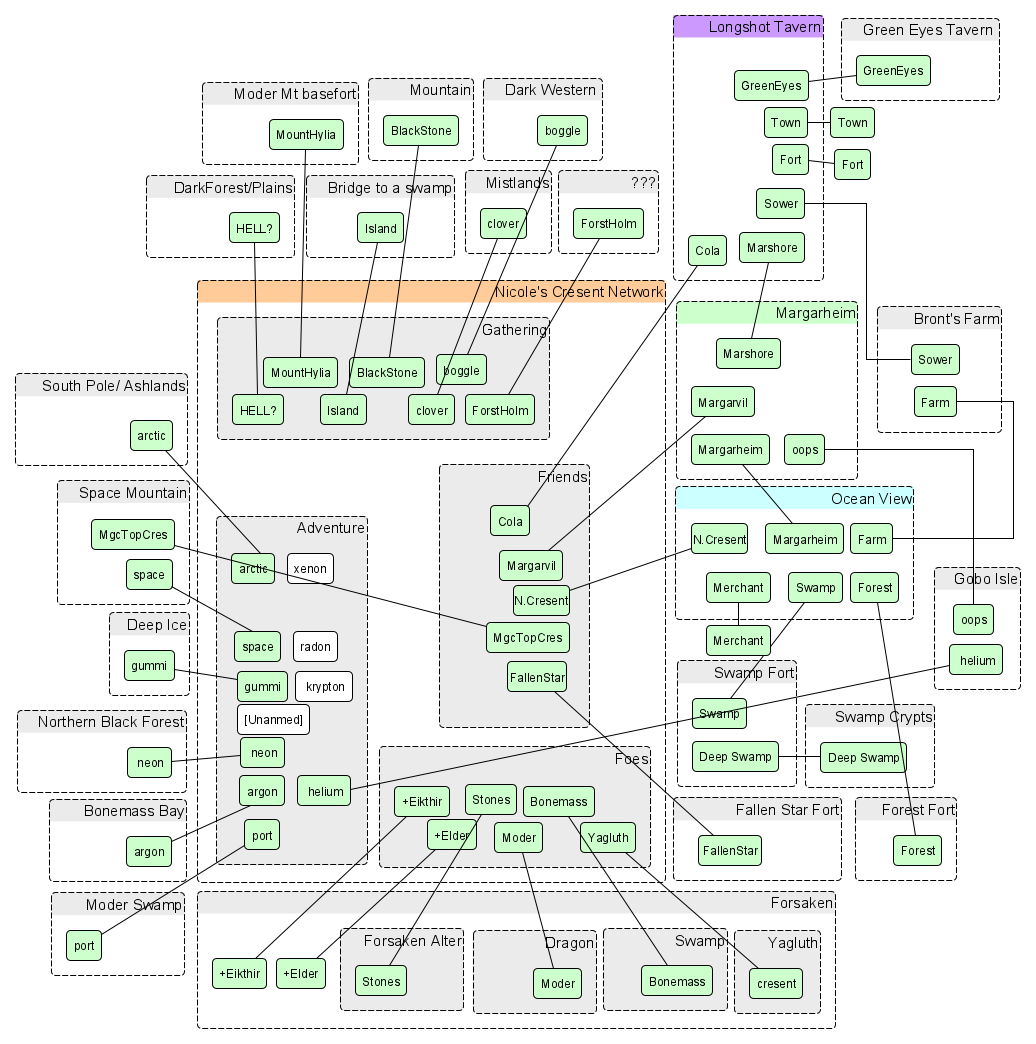 Longshot Tavern
GreenEyes
Town
Fort
Sower
Cola
Marshore
Green Eyes Tavern
GreenEyes
Town
Fort
Moder Mt basefort
MountHylia
Mountain
BlackStone
Dark Western
boggle
DarkForest/Plains
HELL?
Bridge to a swamp
Island
Mistlands
clover
???
ForstHolm
Nicole's Cresent Network
Gathering
MountHylia
BlackStone
boggle
HELL?
Island
clover
ForstHolm
Margarheim
Marshore
Margarvil
Margarheim
oops
Bront's Farm
Sower
Farm
South Pole/ Ashlands
arctic
Space Mountain
MgcTopCres
space
Deep Ice
gummi
Northern Black Forest
neon
Bonemass Bay
argon
Moder Swamp
port
Adventure
arctic
xenon
space
radon
gummi
krypton
[Unanmed]
neon
argon
helium
port
Friends
Cola
Margarvil
N.Cresent
MgcTopCres
FallenStar
Ocean View
N.Cresent
Margarheim
Farm
Merchant
Swamp
Forest
Merchant
Gobo Isle
oops
helium
Swamp Fort
Swamp
Deep Swamp
Swamp Crypts
Deep Swamp
Foes
+Eikthir
Stones
Bonemass
+Elder
Moder
Yagluth
Fallen Star Fort
FallenStar
Forest Fort
Forest
Forsaken
+Eikthir
+Elder
Forsaken Alter
Stones
Dragon
Moder
Swamp
Bonemass
Yagluth
cresent